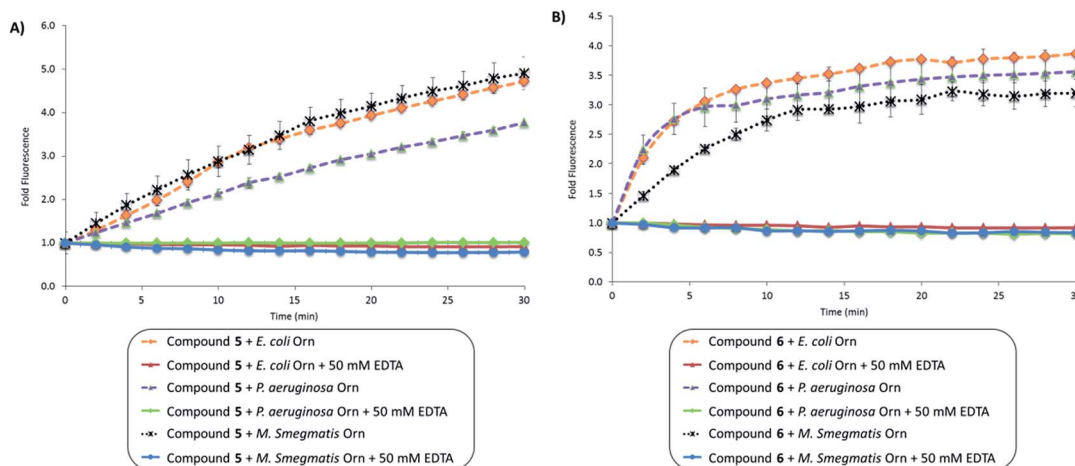 A)
6.0
5.0
4.0
3.0
2.0
1.0
0.0
Fold Fluorescence
0 5 10 15 20 25 30
Time (min)
Compound 5 + E. coli Orn
Compound 5 + E. coli Orn + 50 mM EDTA
Compound 5 + P. aeruginosa Orn
Compound 5 + P. aeruginosa Orn + 50 mM EDTA
Compound 5 + M. Smegmatis Orn
Compound 5 + M. Smegmatis Orn + 50 mM EDTA
B)
4.5
4.0
3.5
3.0
2.5
2.0
1.5
1.0
0.5
0.0
Fold Fluorescence
0 5 10 15 20 25 30
Time (min)
Compound 6 + E. coli Orn
Compound 6 + E. coli Orn + 50 mM EDTA
Compound 6 + P. aeruginosa Orn
Compound 6 + P. aeruginosa Orn + 50 mM EDTA
Compound 6 + M. Smegmatis Orn
Compound 6 + M. Smegmatis Orn + 50 mM EDTA